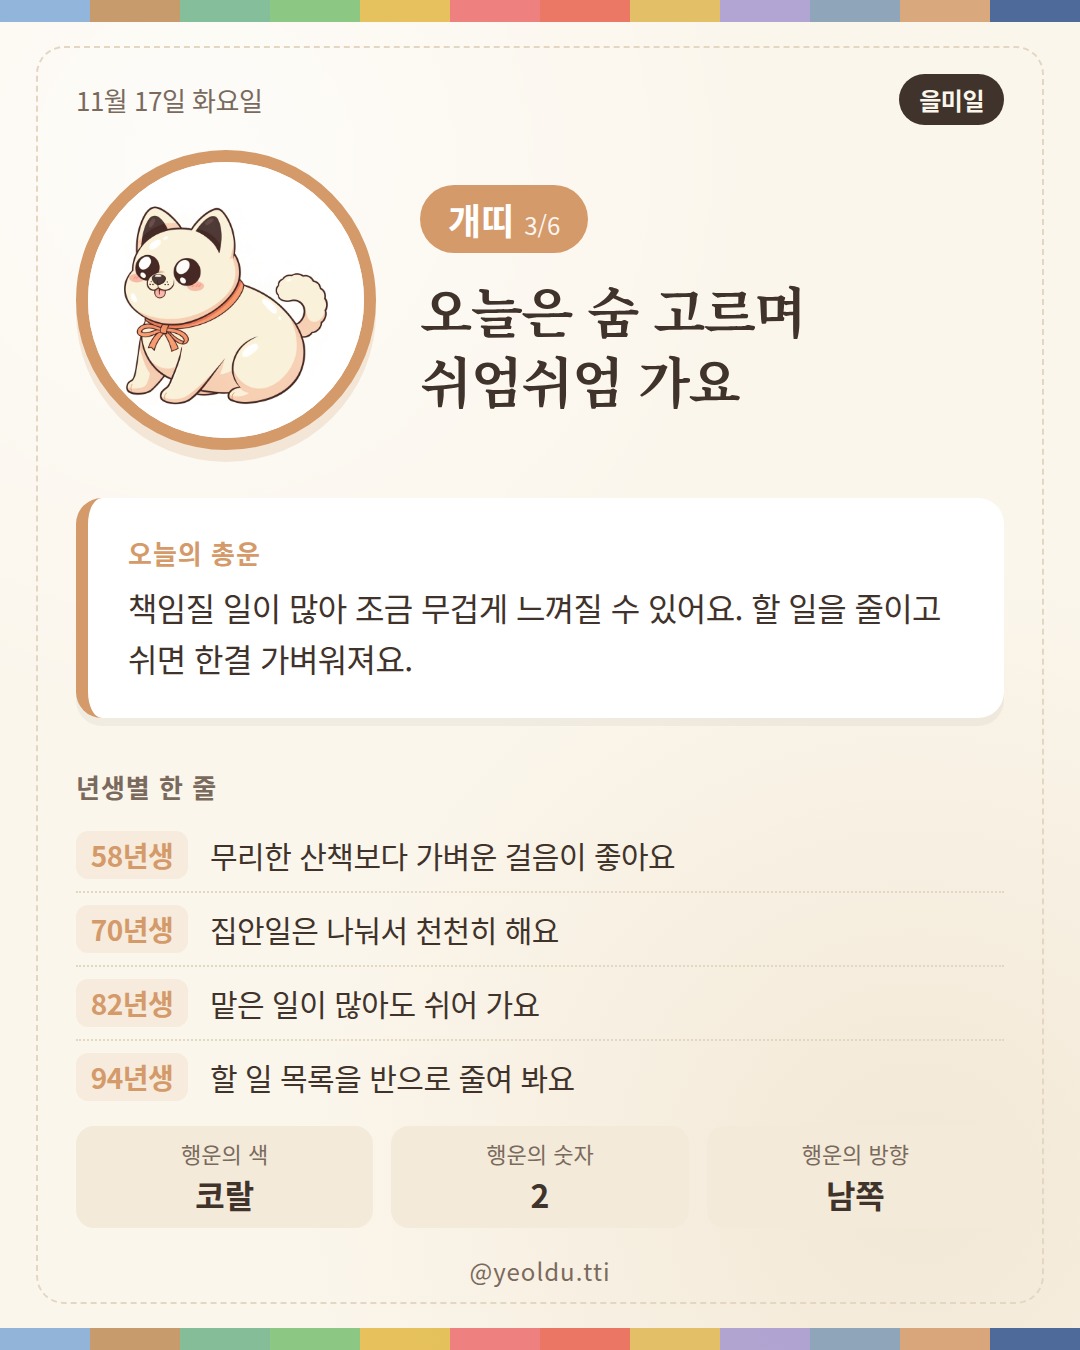 11월 17일 화요일
을미일
개띠 3/6
오늘은 숨 고르며
쉬엄쉬엄 가요
오늘의 총운
책임질 일이 많아 조금 무겁게 느껴질 수 있어요. 할 일을 줄이고
쉬면 한결 가벼워져요.
년생별 한 줄
58년생 무리한 산책보다 가벼운 걸음이 좋아요
70년생 집안일은 나눠서 천천히 해요
82년생 맡은 일이 많아도 쉬어 가요
94년생 할 일 목록을 반으로 줄여 봐요
행운의 색
코랄
행운의 숫자
2
행운의 방향
남쪽
@yeoldu.tti